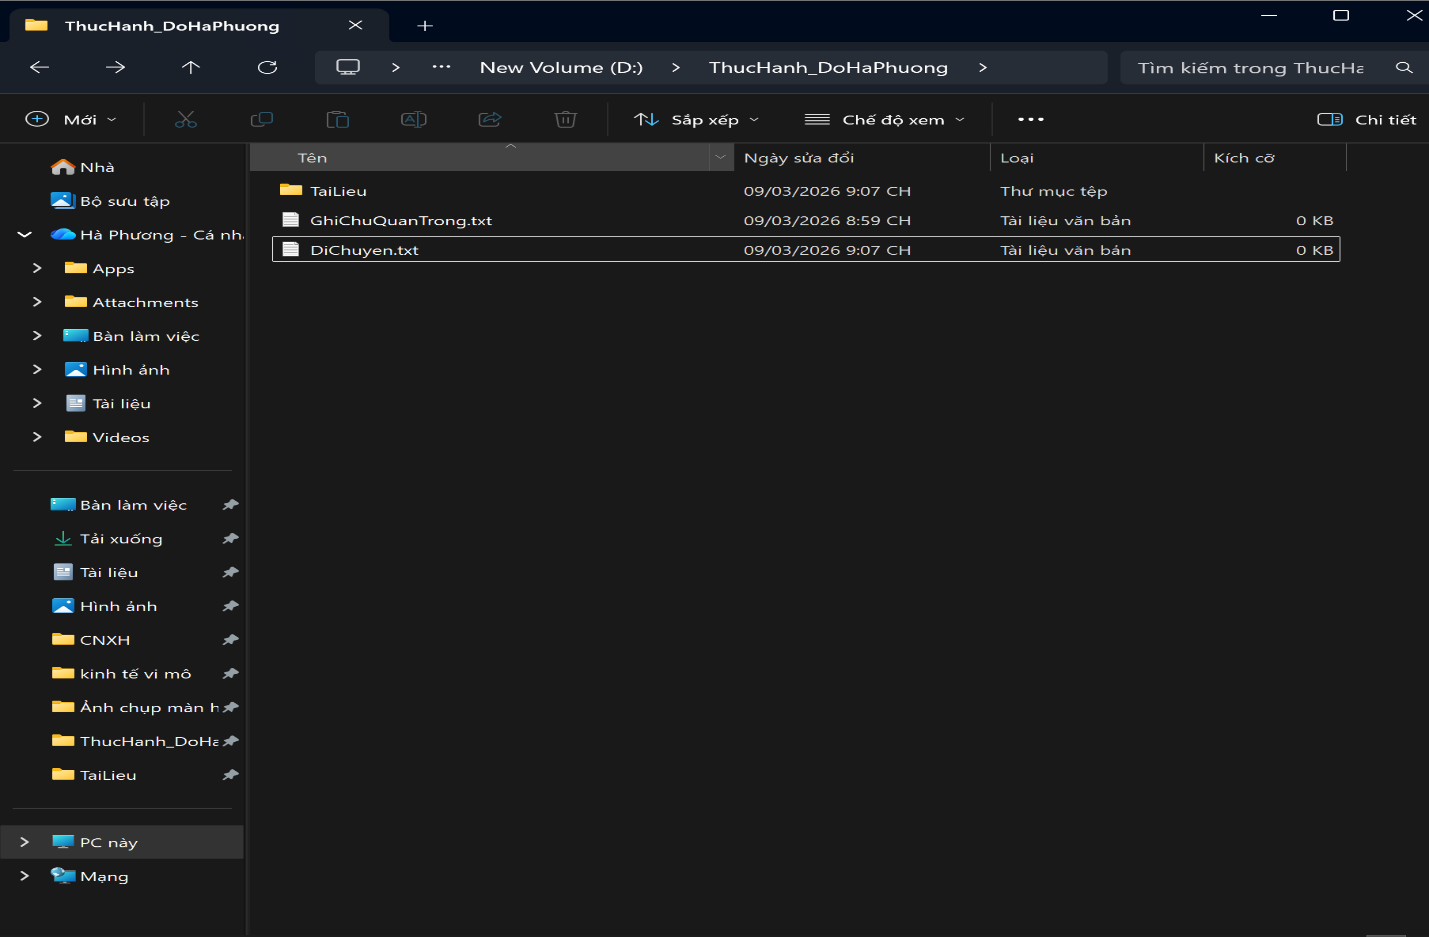 ThucHanh_DoHaPhuong
New Volume (D:) > ThucHanh_DoHaPhuong >
Tìm kiếm trong ThucHa
Mới
Sắp xếp
Chế độ xem
Chi tiết
Tên Ngày sửa đổi Loại Kích cỡ
TaiLieu 09/03/2026 9:07 CH Thư mục tệp
GhiChuQuanTrong.txt 09/03/2026 8:59 CH Tài liệu văn bản 0 KB
DiChuyen.txt 09/03/2026 9:07 CH Tài liệu văn bản 0 KB
Nhà
Bộ sưu tập
Hà Phương - Cá nh
Apps
Attachments
Bàn làm việc
Hình ảnh
Tài liệu
Videos
Bàn làm việc
Tải xuống
Tài liệu
Hình ảnh
CNXH
kinh tế vi mô
Ảnh chụp màn h
ThucHanh_DoHa
TaiLieu
PC này
Mạng